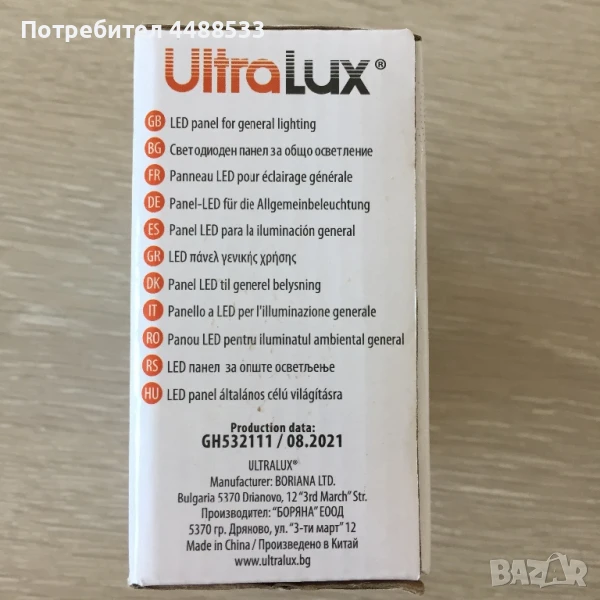 Потребител 4488533
UltraLux®
GB LED panel for general lighting
BG Светодиоден панел за общо осветление
FR Panneau LED pour éclairage générale
DE Panel-LED für die Allgemeinbeleuchtung
ES Panel LED para la iluminación general
GR LED πάνελ γενικής χρήσης
DK Panel LED til generel belysning
IT Panello a LED per l'illuminazione generale
RO Panou LED pentru iluminatul ambiental general
RS LED панел за опште осветљење
HU LED panel általános célú világításra
Production data:
GH532111 / 08.2021
ULTRALUX®
Manufacturer: BORIANA LTD.
Bulgaria 5370 Drianovo, 12 “3rd March” Str.
Производител: “БОРЯНА” ЕООД
5370 гр. Дряново, ул. “3-ти март” 12
Made in China / Произведено в Китай
www.ultralux.bg
BAZAR